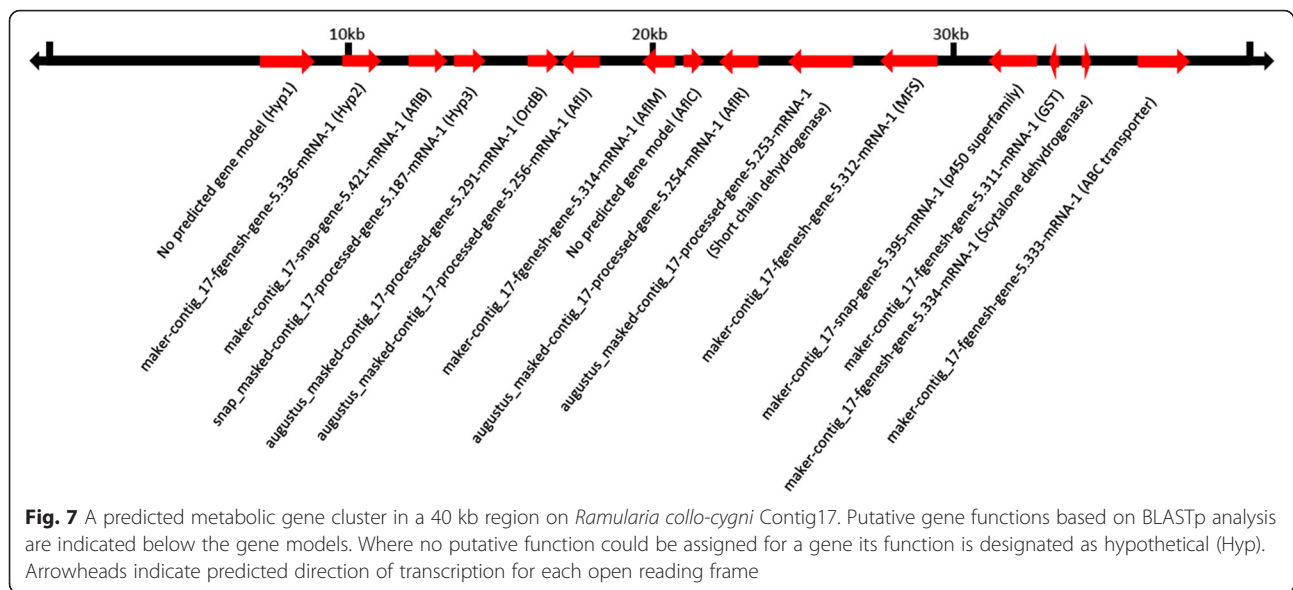 10kb
20kb
30kb
No predicted gene model (Hyp1)
maker-contig_17-fgenesh-gene-5.336-mRNA-1 (Hyp2)
maker-contig_17-snap-gene-5.421-mRNA-1 (AflB)
snap_masked-contig_17-processed-gene-5.187-mRNA-1 (Hyp3)
augustus_masked-contig_17-processed-gene-5.291-mRNA-1 (OrdB)
augustus_masked-contig_17-processed-gene-5.256-mRNA-1 (AflJ)
maker-contig_17-fgenesh-gene-5.314-mRNA-1 (AflM)
No predicted gene model (AflC)
augustus_masked-contig_17-processed-gene-5.254-mRNA-1 (AflR)
augustus_masked-contig_17-processed-gene-5.253-mRNA-1
(Short chain dehydrogenase)
maker-contig_17-fgenesh-gene-5.312-mRNA-1 (MFS)
maker-contig_17-snap-gene-5.395-mRNA-1 (p450 superfamily)
maker-contig_17-fgenesh-gene-5.311-mRNA-1 (GST)
maker-contig_17-fgenesh-gene-5.334-mRNA-1 (Scytalone dehydrogenase)
maker-contig_17-fgenesh-gene-5.333-mRNA-1 (ABC transporter)
Fig. 7 A predicted metabolic gene cluster in a 40 kb region on Ramularia collo-cygni Contig17. Putative gene functions based on BLASTp analysis
are indicated below the gene models. Where no putative function could be assigned for a gene its function is designated as hypothetical (Hyp).
Arrowheads indicate predicted direction of transcription for each open reading frame